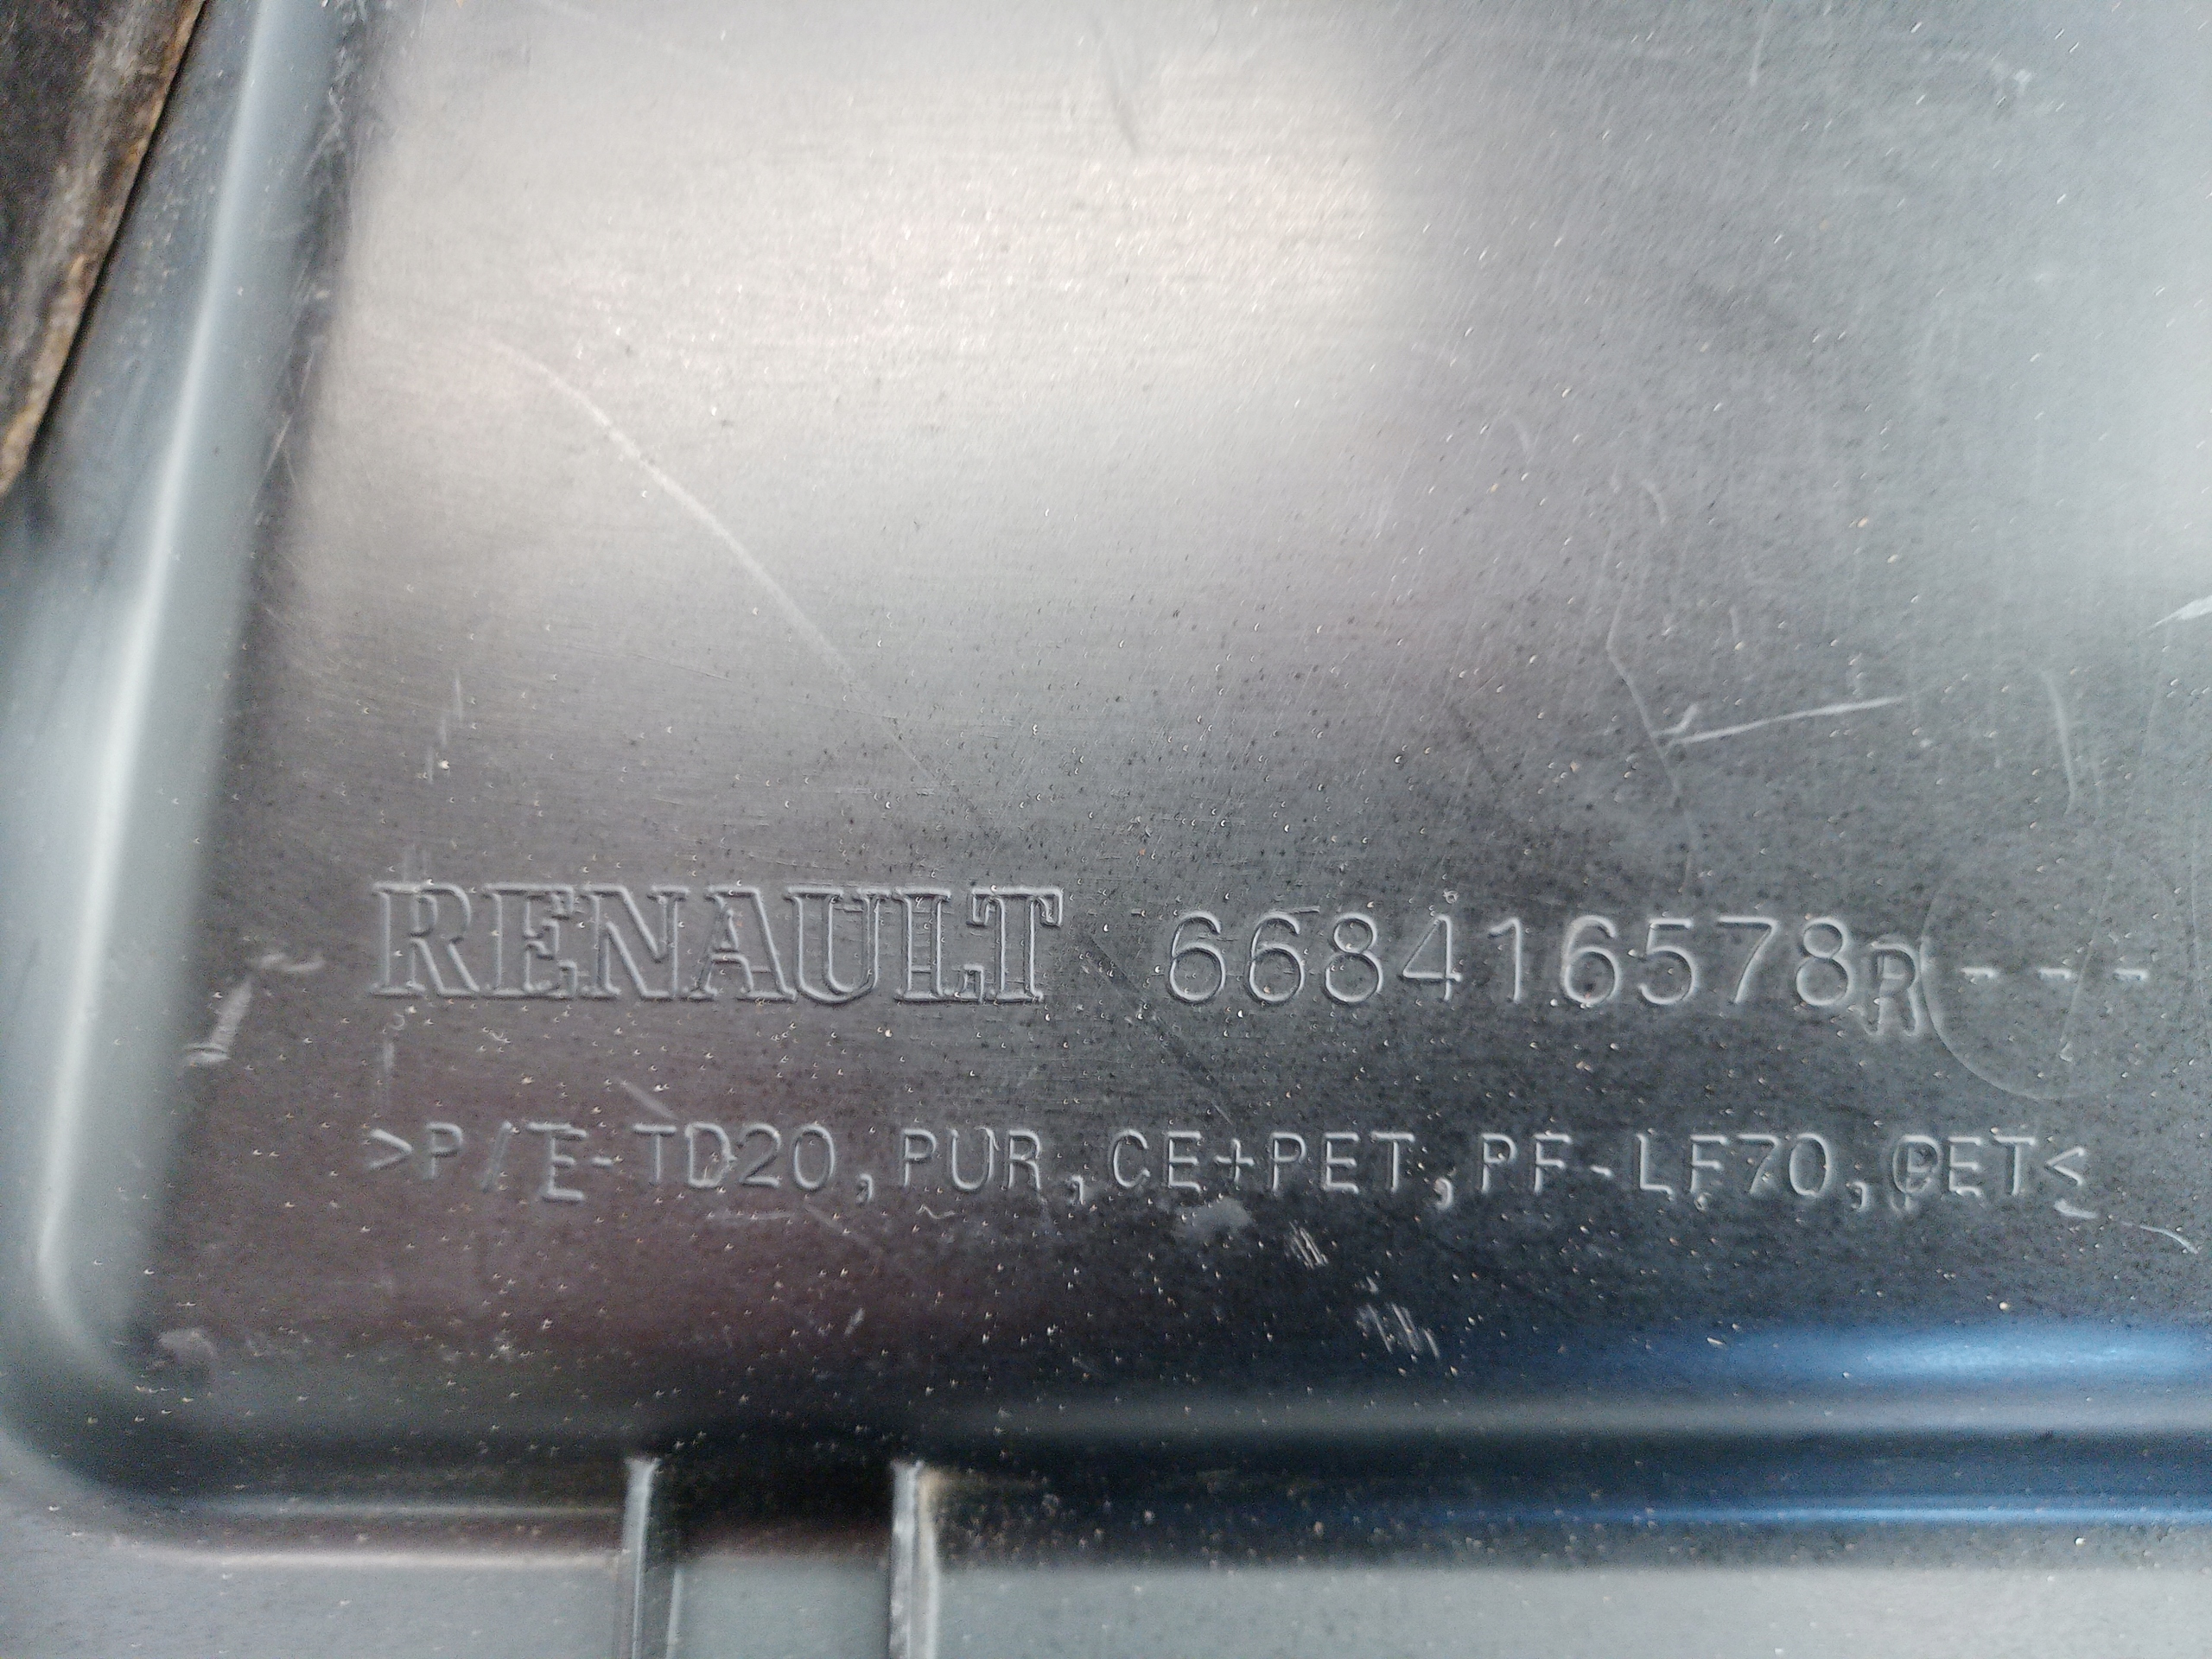 RENAULT 668416578R---
>P/E-TD20,PUR,CE+PET,PF-LF70,PET<